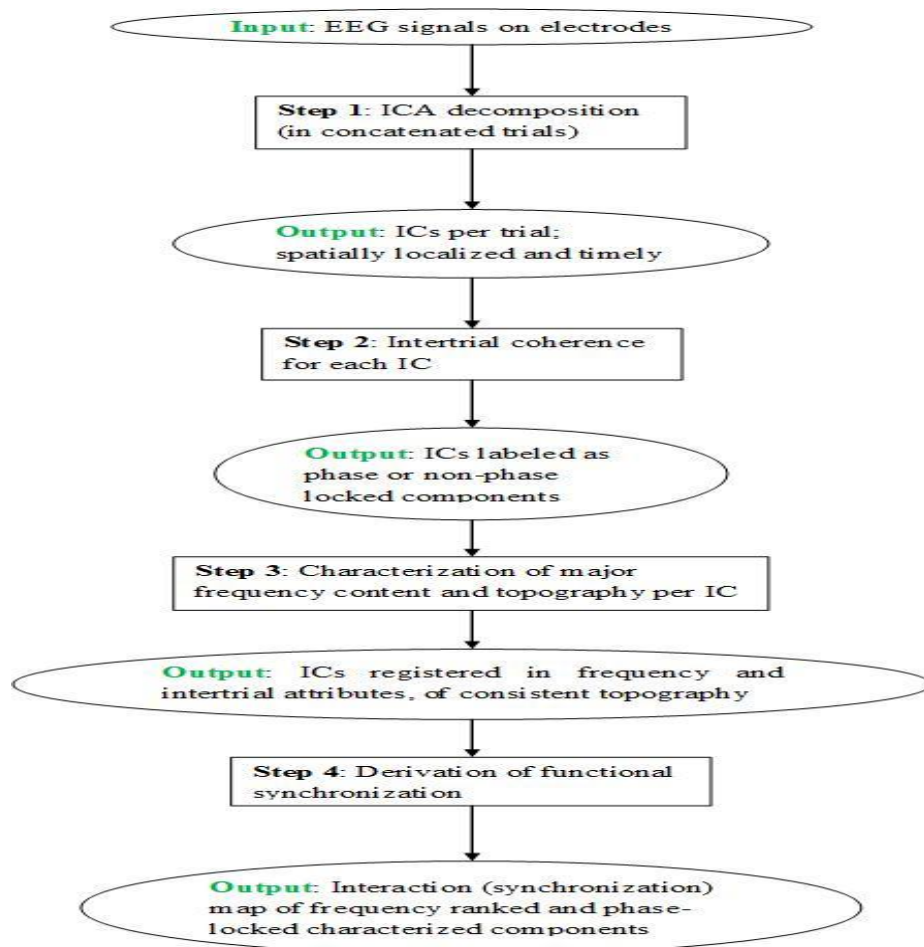 Input: EEG signals on electrodes
Step 1: ICA decomposition
(in concatenated trials)
Output: ICs per trial;
spatially localized and timely
Step 2: Intertrial coherence
for each IC
Output: ICs labeled as
phase or non-phase
locked components
Step 3: Characterization of major
frequency content and topography per IC
Output: ICs registered in frequency and
intertrial attributes, of consistent topography
Step 4: Derivation of functional
synchronization
Output: Interaction (synchronization)
map of frequency ranked and phase-
locked characterized components